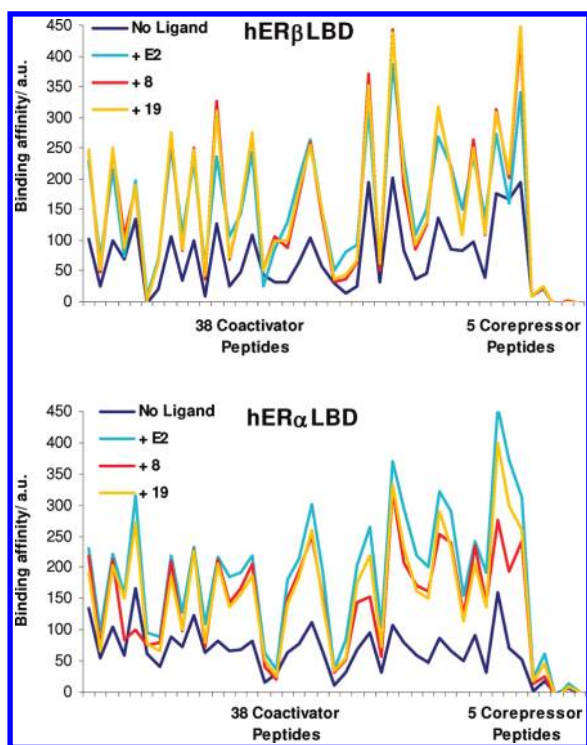 hERβLBD
No Ligand
+ E2
+ 8
+ 19
Binding affinity/ a.u.
450
400
350
300
250
200
150
100
50
0
38 Coactivator
Peptides
5 Corepressor
Peptides
hERαLBD
No Ligand
+ E2
+ 8
+ 19
Binding affinity/ a.u.
450
400
350
300
250
200
150
100
50
0
38 Coactivator
Peptides
5 Corepressor
Peptides